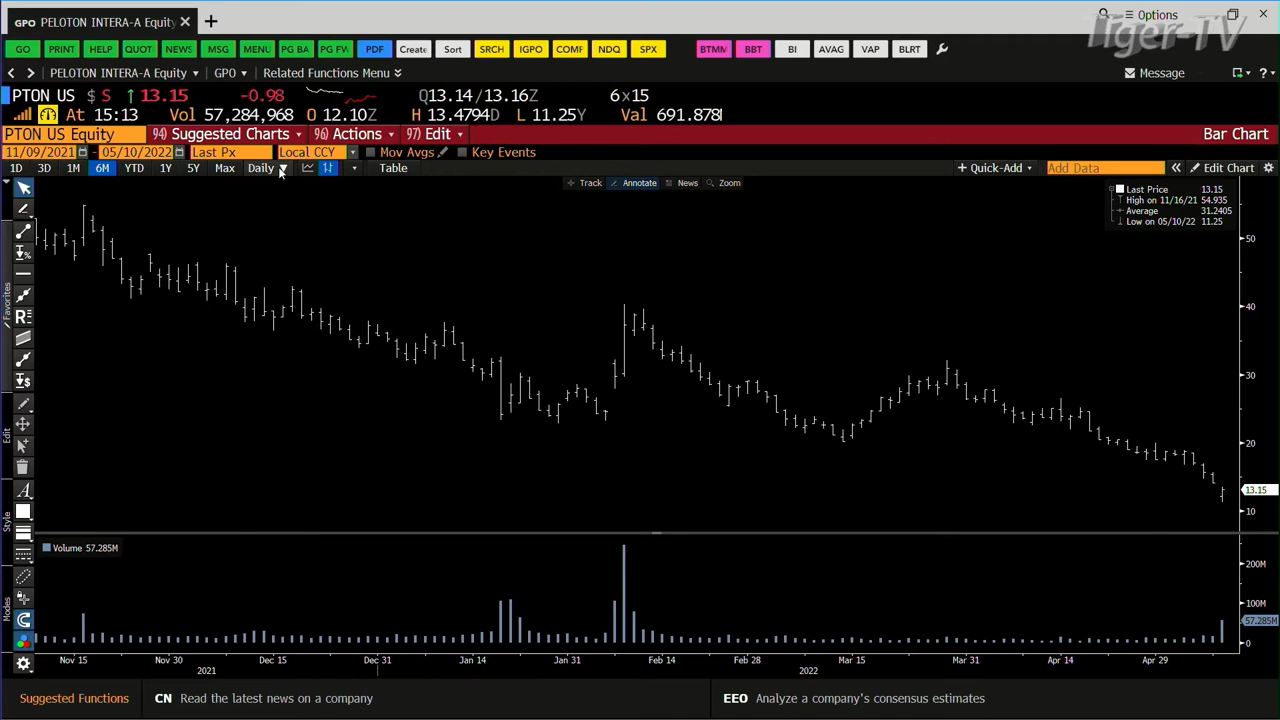 GPO PELOTON INTERA-A Equity
Options
Tiger-TV
GO PRINT HELP QUOT NEWS MSG MENU PG BA PG FW PDF Create Sort SRCH IGPO COMF NDQ SPX BTMM BBT BI AVAG VAP BLRT
PELOTON INTERA-A Equity GPO Related Functions Menu Message
PTON US $ S ↑ 13.15 -0.98 Q13.14/13.16Z 6x15
At 15:13 Vol 57,284,968 O 12.10Z H 13.4794D L 11.25Y Val 691.878
PTON US Equity 94) Suggested Charts 96) Actions 97) Edit Bar Chart
11/09/2021 - 05/10/2022 Last Px Local CCY Mov Avgs Key Events
1D 3D 1M 6M YTD 1Y 5Y Max Daily Table + Quick-Add Add Data Edit Chart
Track Annotate News Zoom
Last Price 13.15
High on 11/16/21 54.935
Average 31.2405
Low on 05/10/22 11.25
50
40
30
20
13.15
10
Favorites
Edit
Style
Modes
Volume 57.285M
200M
100M
57.285M
0
Nov 15 Nov 30 Dec 15 Dec 31 Jan 14 Jan 31 Feb 14 Feb 28 Mar 15 Mar 31 Apr 14 Apr 29
2021 2022
Suggested Functions CN Read the latest news on a company EEO Analyze a company's consensus estimates